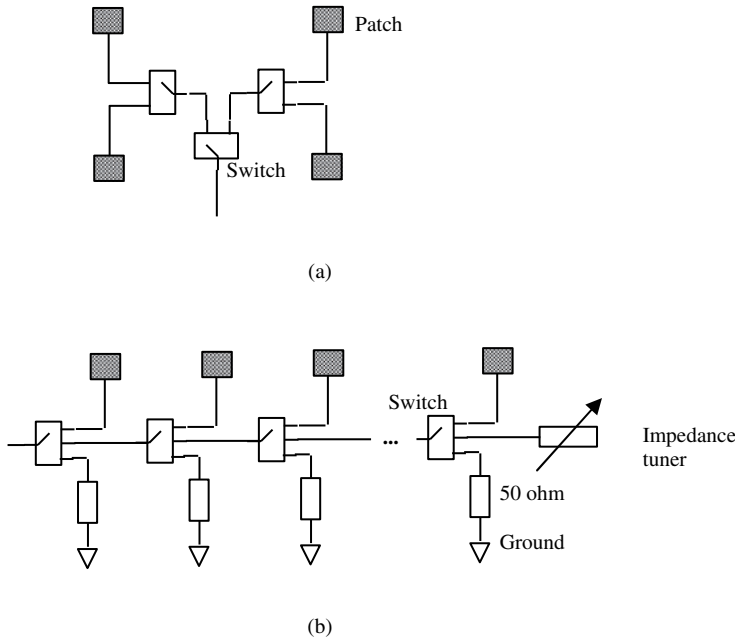 Patch
Switch
(a)
Switch
...
Impedance
tuner
50 ohm
Ground
(b)